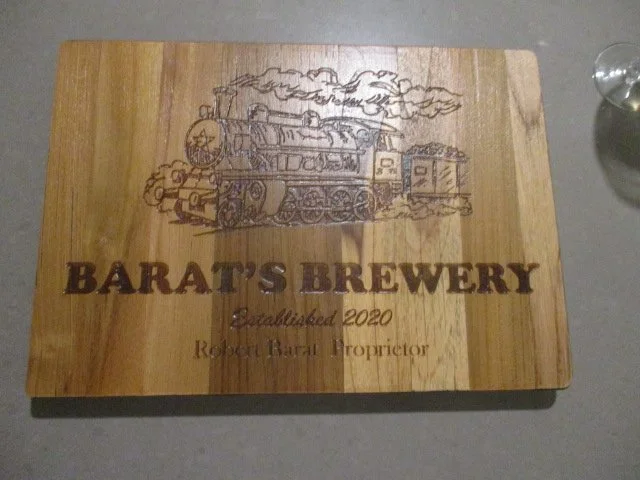 BARAT'S BREWERY
Established 2020
Robert Barat Proprietor